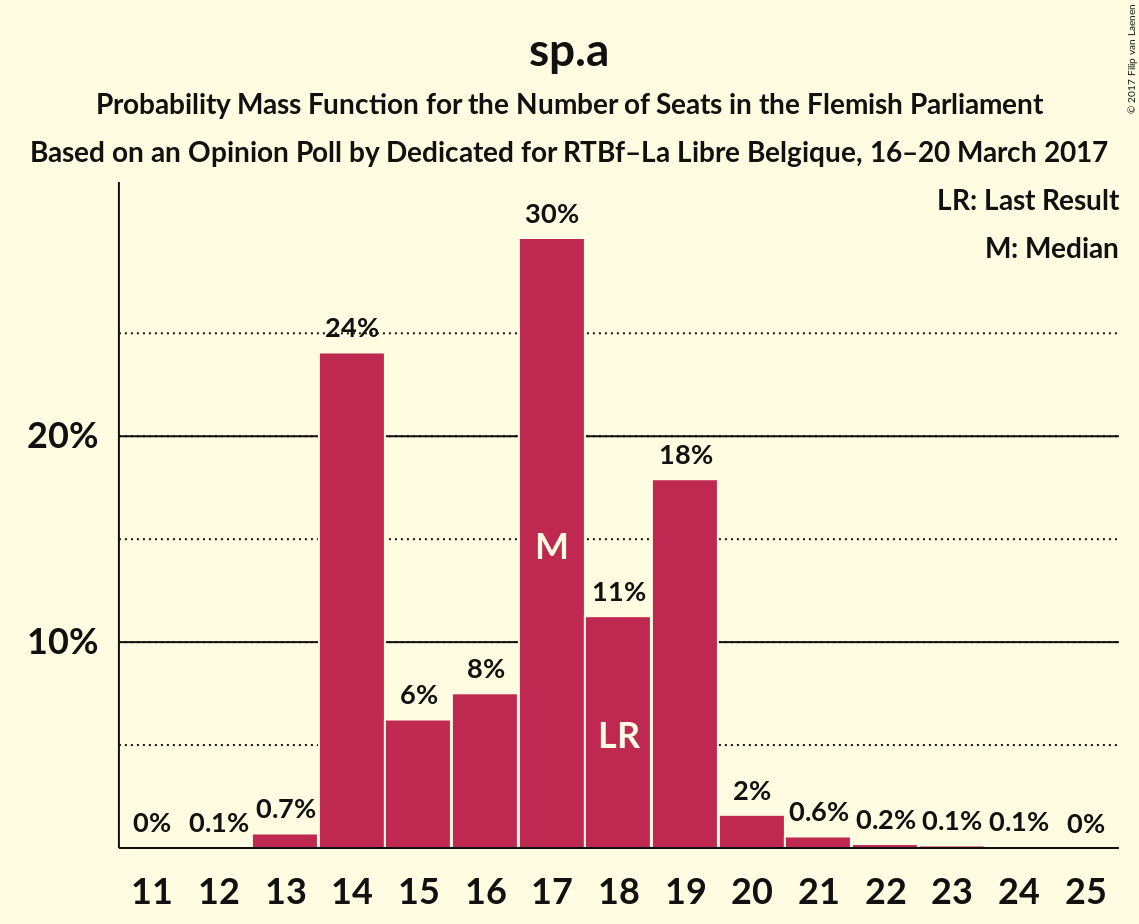 sp.a
Probability Mass Function for the Number of Seats in the Flemish Parliament
Based on an Opinion Poll by Dedicated for RTBf–La Libre Belgique, 16–20 March 2017
© 2017 Filip van Laenen
LR: Last Result
M: Median
30%
24%
20%
18%
M
11%
10%
8%
6%
LR
2%
0% 0.1% 0.7% 0.6% 0.2% 0.1% 0.1% 0%
11 12 13 14 15 16 17 18 19 20 21 22 23 24 25